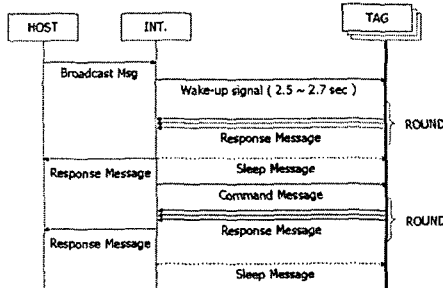 HOST
INT.
TAG
Broadcast Msg
Wake-up signal ( 2.5 ~ 2.7 sec )
ROUND
Response Message
Response Message
Sleep Message
Command Message
ROUND
Response Message
Response Message
Sleep Message